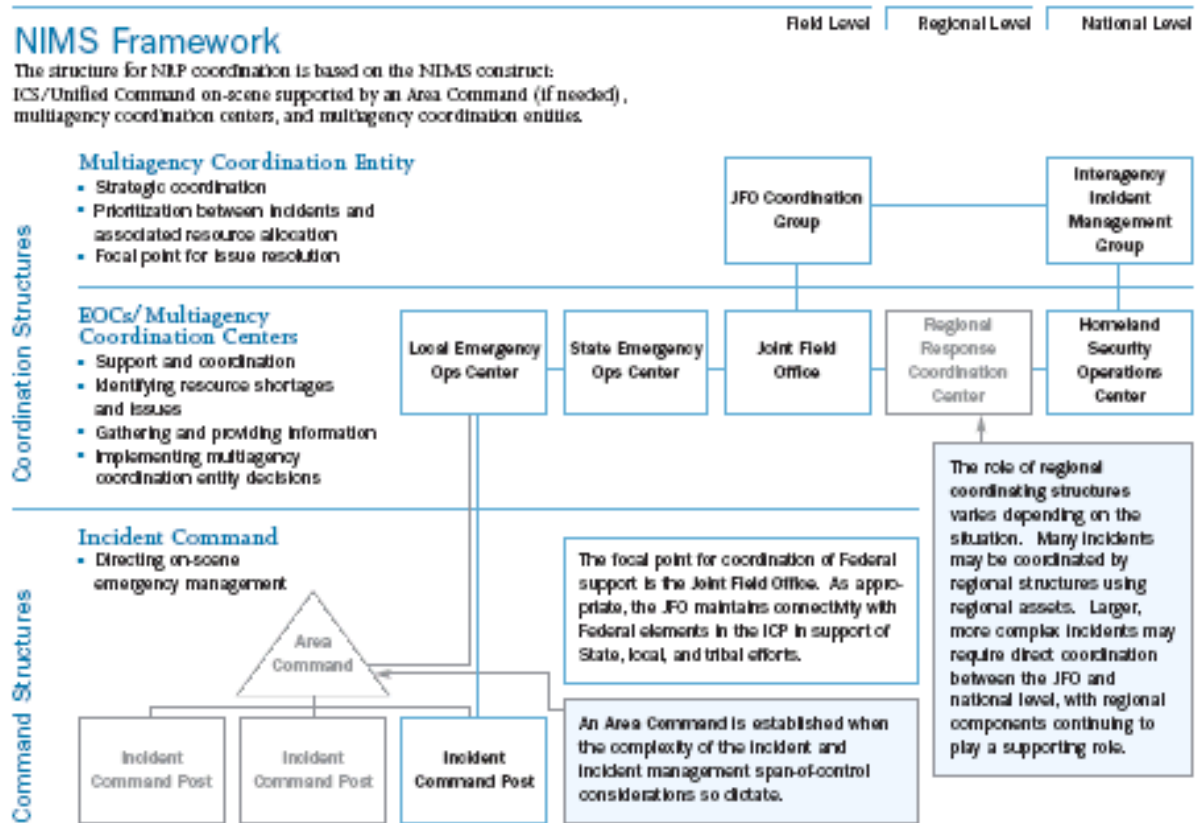 Field Level
Regional Level
National Level
NIMS Framework
The structure for NRP coordination is based on the NIMS construct:
ICS/Unified Command on-scene supported by an Area Command (if needed),
multiagency coordination centers, and multiagency coordination entities.
Coordination Structures
Multiagency Coordination Entity
▪ Strategic coordination
▪ Prioritization between incidents and
associated resource allocation
▪ Focal point for issue resolution
JFO Coordination
Group
Interagency
Incident
Management
Group
EOCs/Multiagency
Coordination Centers
▪ Support and coordination
▪ Identifying resource shortages
and issues
▪ Gathering and providing information
▪ Implementing multiagency
coordination entity decisions
Local Emergency
Ops Center
State Emergency
Ops Center
Joint Field
Office
Regional
Response
Coordination
Center
Homeland
Security
Operations
Center
The role of regional
coordinating structures
varies depending on the
situation. Many incidents
may be coordinated by
regional structures using
regional assets. Larger,
more complex incidents may
require direct coordination
between the JFO and
national level, with regional
components continuing to
play a supporting role.
Command Structures
Incident Command
▪ Directing on-scene
emergency management
Area
Command
The focal point for coordination of Federal
support is the Joint Field Office. As appro-
priate, the JFO maintains connectivity with
Federal elements in the ICP in support of
State, local, and tribal efforts.
Incident
Command Post
Incident
Command Post
Incident
Command Post
An Area Command is established when
the complexity of the incident and
incident management span-of-control
considerations so dictate.